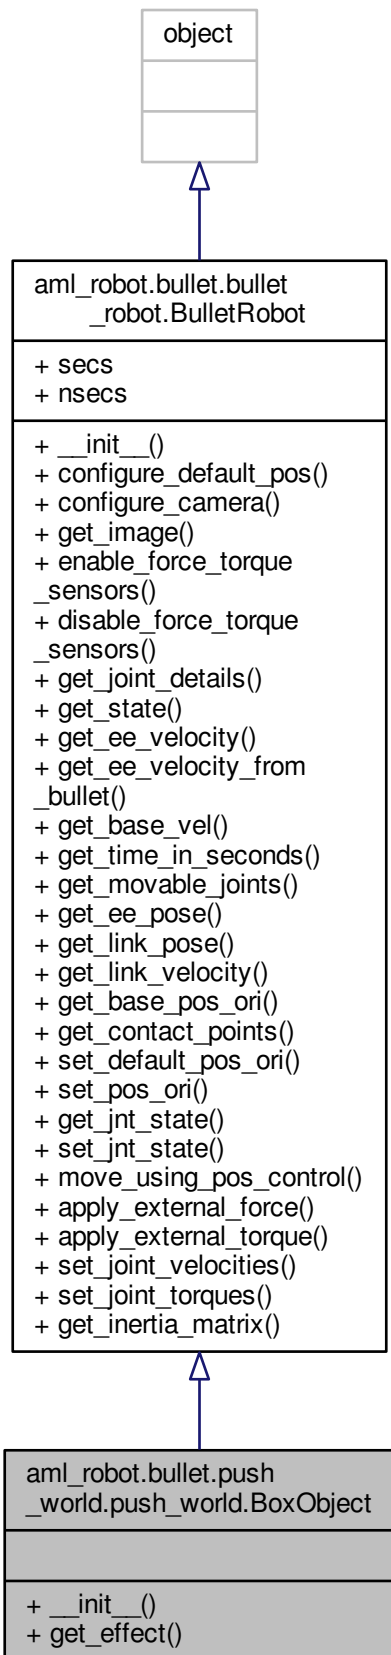 object
aml_robot.bullet.bullet
_robot.BulletRobot
+ secs
+ nsecs
+ __init__()
+ configure_default_pos()
+ configure_camera()
+ get_image()
+ enable_force_torque
_sensors()
+ disable_force_torque
_sensors()
+ get_joint_details()
+ get_state()
+ get_ee_velocity()
+ get_ee_velocity_from
_bullet()
+ get_base_vel()
+ get_time_in_seconds()
+ get_movable_joints()
+ get_ee_pose()
+ get_link_pose()
+ get_link_velocity()
+ get_base_pos_ori()
+ get_contact_points()
+ set_default_pos_ori()
+ set_pos_ori()
+ get_jnt_state()
+ set_jnt_state()
+ move_using_pos_control()
+ apply_external_force()
+ apply_external_torque()
+ set_joint_velocities()
+ set_joint_torques()
+ get_inertia_matrix()
aml_robot.bullet.push
_world.push_world.BoxObject
+ __init__()
+ get_effect()